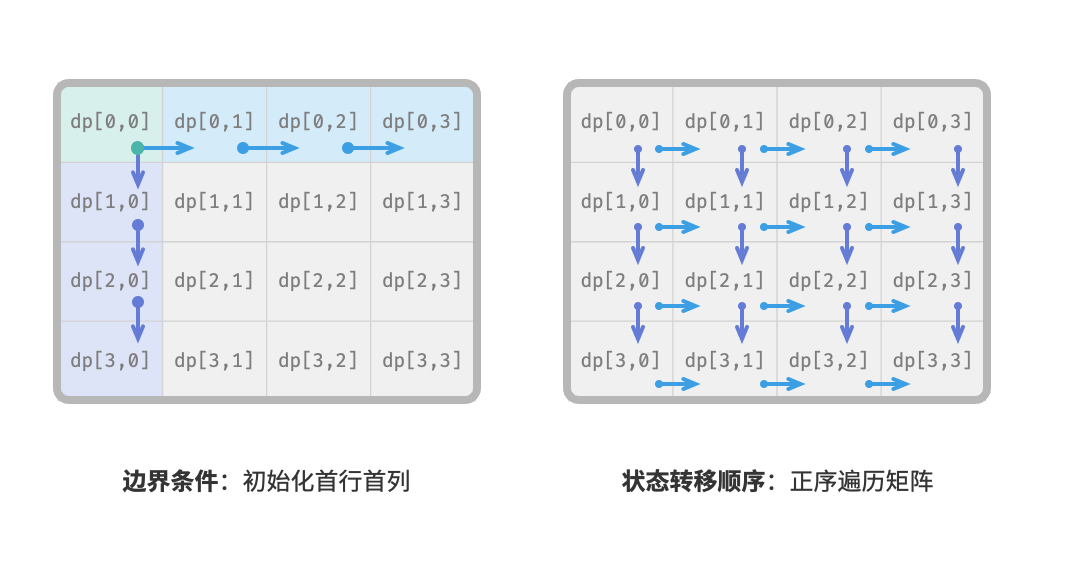 dp[0,0] dp[0,1] dp[0,2] dp[0,3]
dp[1,0] dp[1,1] dp[1,2] dp[1,3]
dp[2,0] dp[2,1] dp[2,2] dp[2,3]
dp[3,0] dp[3,1] dp[3,2] dp[3,3]
边界条件：初始化首行首列
dp[0,0] dp[0,1] dp[0,2] dp[0,3]
dp[1,0] dp[1,1] dp[1,2] dp[1,3]
dp[2,0] dp[2,1] dp[2,2] dp[2,3]
dp[3,0] dp[3,1] dp[3,2] dp[3,3]
状态转移顺序：正序遍历矩阵